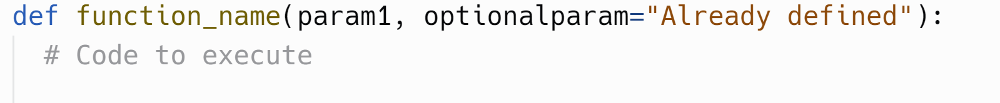 def function_name(param1, optionalparam="Already defined"):
  # Code to execute